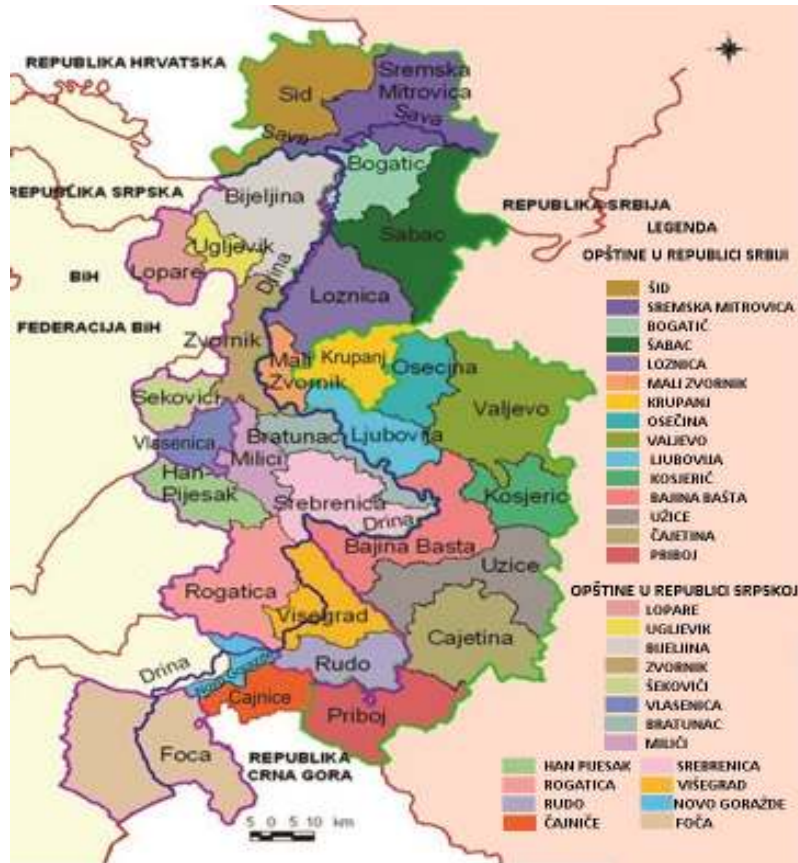 REPUBLIKA HRVATSKA
Sid
Sremska
Mitrovica
Sava
Sava
Bogatic
REPUBLIKA SRPSKA
Bijeljina
REPUBLIKA SRBIJA
Sabac
Ugljevik
Lopare
Drina
BiH
Loznica
FEDERACIJA BiH
Zvornik
Mali
Zvornik
Krupanj
Osecina
Sekovici
Valjevo
Vlasenica
Bratunac
Ljubovija
Milici
Han-
Pijesak
Srebrenica
Kosjeric
Drina
Bajina Basta
Uzice
Rogatica
Visegrad
Cajetina
Drina
Rudo
Cajnice
Priboj
Foca
REPUBLIKA
CRNA GORA
5 0 5 10 km
LEGENDA
OPŠTINE U REPUBLICI SRBIJI
ŠID
SREMSKA MITROVICA
BOGATIĆ
ŠABAC
LOZNICA
MALI ZVORNIK
KRUPANJ
OSEČINA
VALJEVO
LJUBOVIJA
KOSJERIĆ
BAJINA BAŠTA
UŽICE
ČAJETINA
PRIBOJ
OPŠTINE U REPUBLICI SRPSKOJ
LOPARE
UGLJEVIK
BIJELJINA
ZVORNIK
ŠEKOVIĆI
VLASENICA
BRATUNAC
MILIĆI
HAN PIJESAK
SREBRENICA
ROGATICA
VIŠEGRAD
RUDO
NOVO GORAŽDE
ČAJNIČE
FOČA